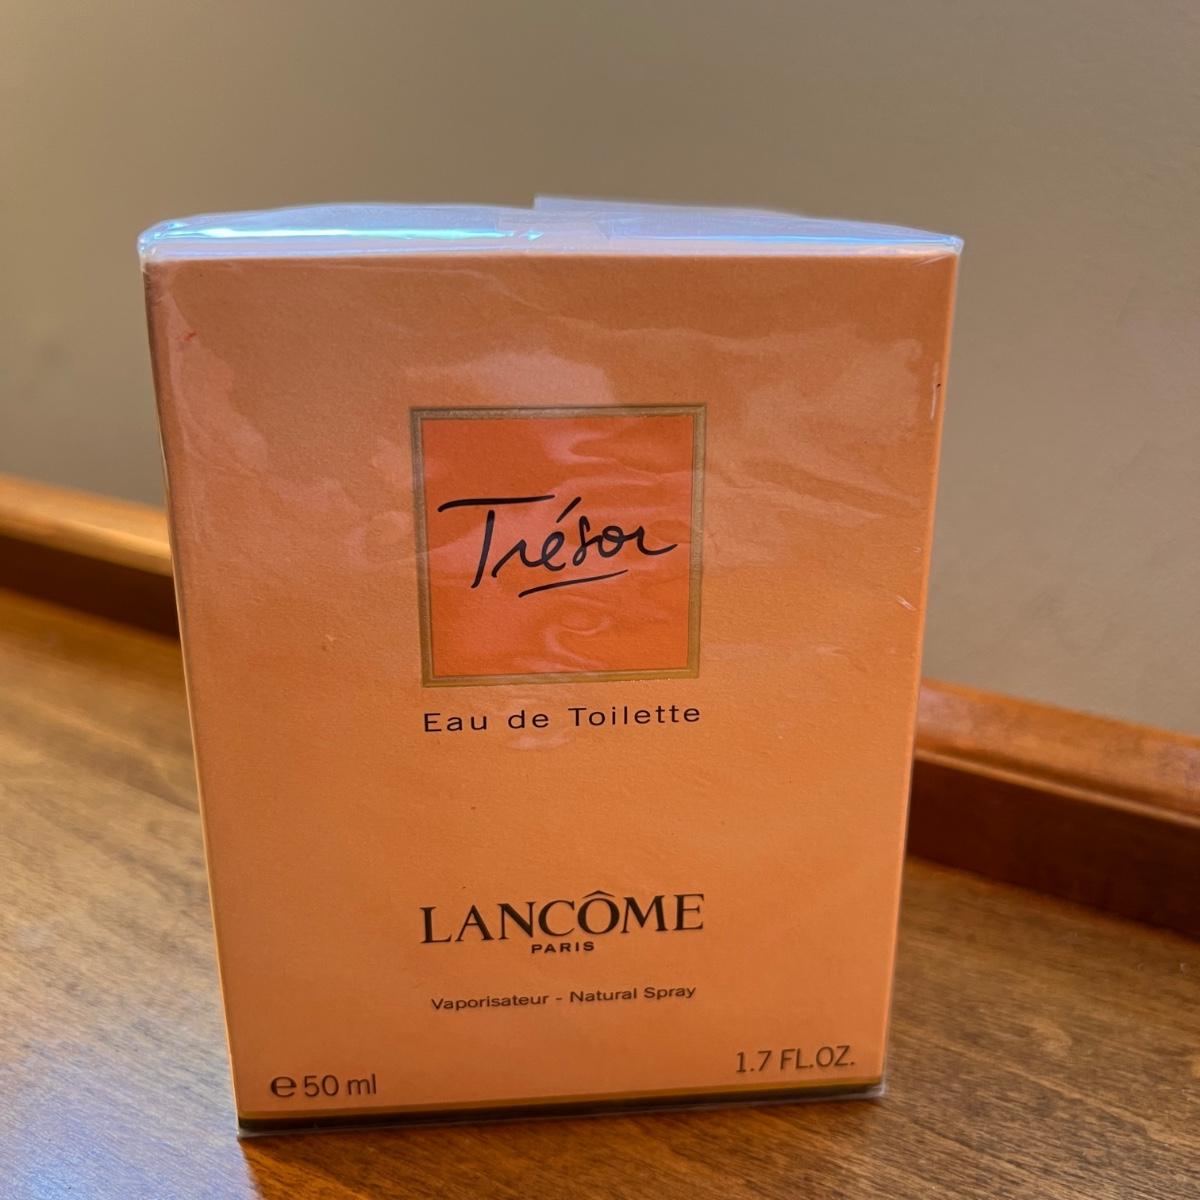 Trésor
Eau de Toilette
LANCÔME
PARIS
Vaporisateur - Natural Spray
℮50 ml
1.7 FL.OZ.